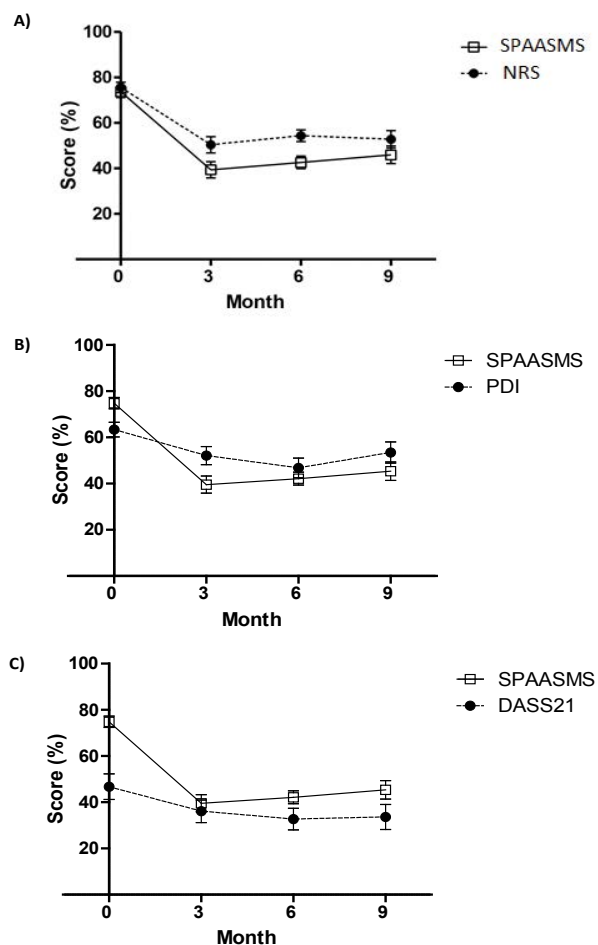 A)
100
80
60
40
20
Score (%)
0 3 6 9
Month
SPAASMS
NRS
B)
100
80
60
40
20
Score (%)
0 3 6 9
Month
SPAASMS
PDI
C)
100
80
60
40
20
Score (%)
0 3 6 9
Month
SPAASMS
DASS21